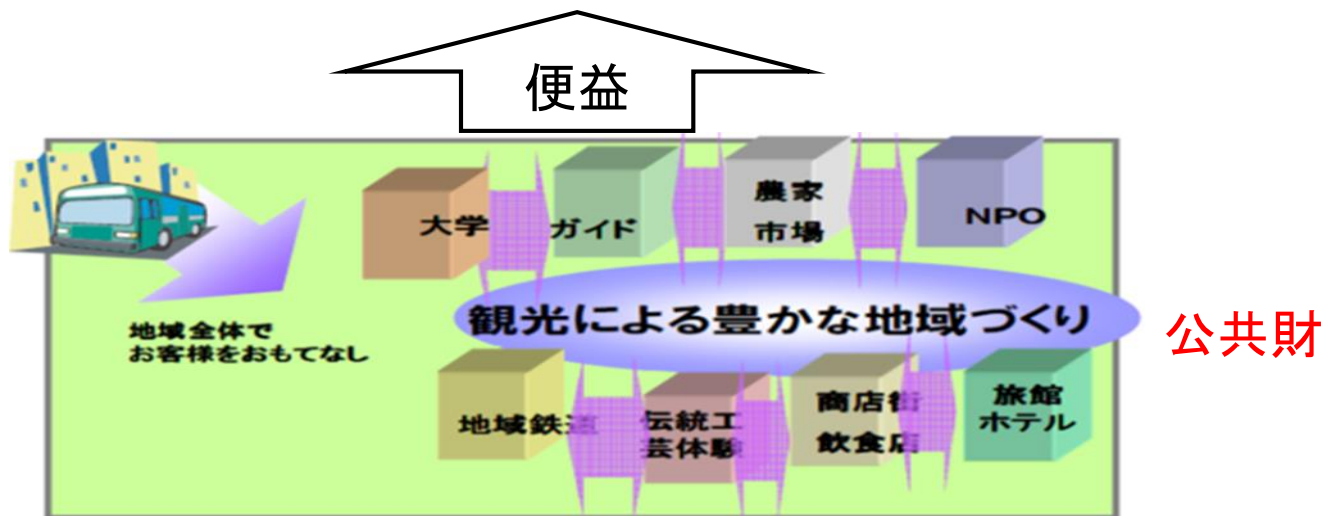 便益
大学
ガイド
農家
市場
NPO
観光による豊かな地域づくり
公共財
地域全体で
お客様をおもてなし
地域鉄道
伝統工
芸体験
商店街
飲食店
旅館
ホテル